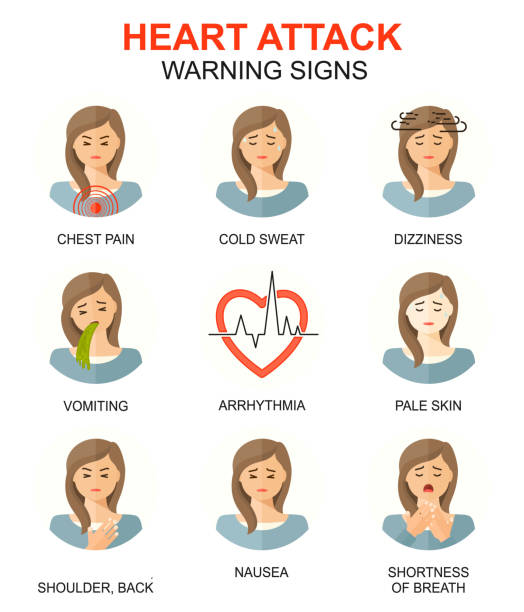 HEART ATTACK
WARNING SIGNS
CHEST PAIN
COLD SWEAT
DIZZINESS
VOMITING
ARRHYTHMIA
PALE SKIN
SHOULDER, BACK
NAUSEA
SHORTNESS
OF BREATH